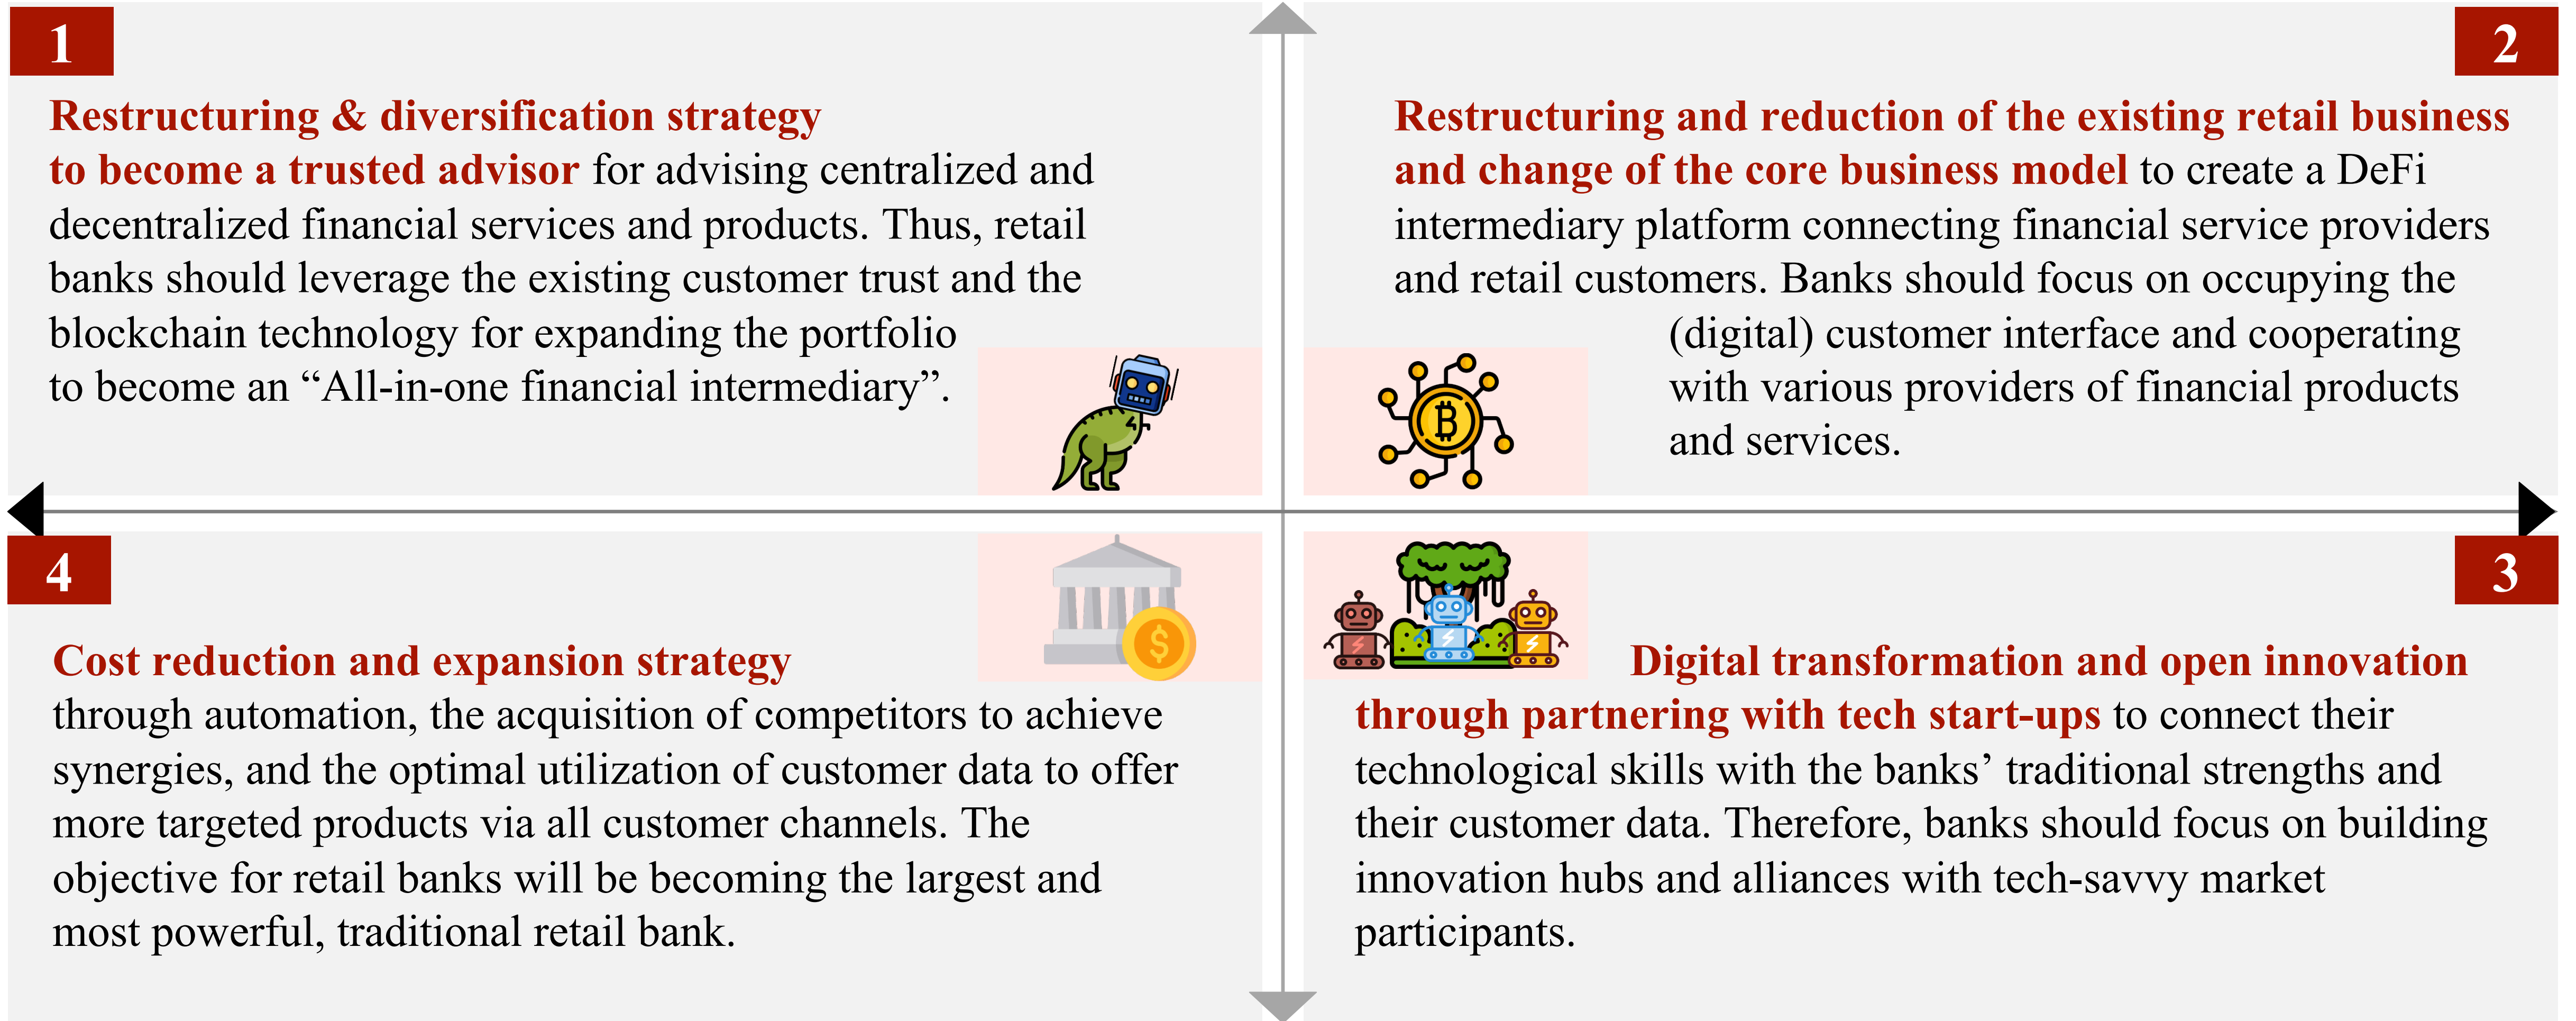 1
Restructuring & diversification strategy
to become a trusted advisor for advising centralized and
decentralized financial services and products. Thus, retail
banks should leverage the existing customer trust and the
blockchain technology for expanding the portfolio
to become an “All-in-one financial intermediary”.
2
Restructuring and reduction of the existing retail business
and change of the core business model to create a DeFi
intermediary platform connecting financial service providers
and retail customers. Banks should focus on occupying the
(digital) customer interface and cooperating
with various providers of financial products
and services.
4
Cost reduction and expansion strategy
through automation, the acquisition of competitors to achieve
synergies, and the optimal utilization of customer data to offer
more targeted products via all customer channels. The
objective for retail banks will be becoming the largest and
most powerful, traditional retail bank.
3
Digital transformation and open innovation
through partnering with tech start-ups to connect their
technological skills with the banks’ traditional strengths and
their customer data. Therefore, banks should focus on building
innovation hubs and alliances with tech-savvy market
participants.